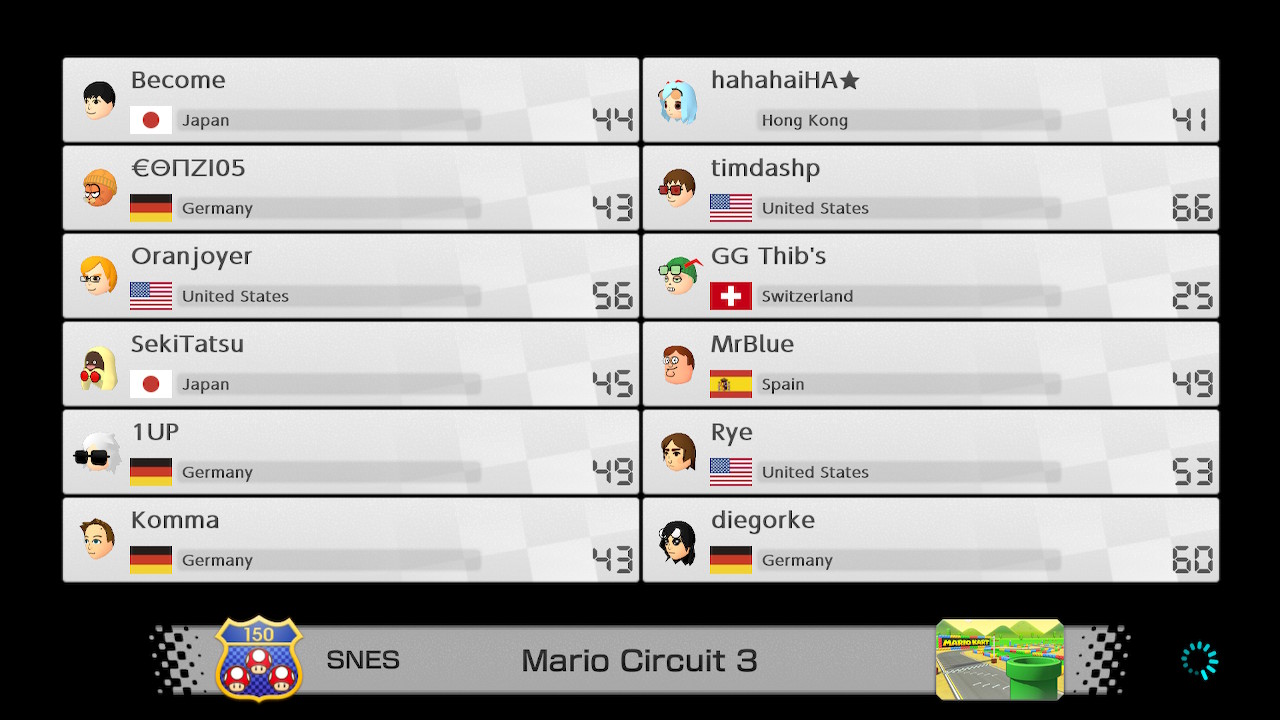 Become
Japan
44
hahahaiHA★
Hong Kong
41
€ΘΠZI05
Germany
43
timdashp
United States
66
Oranjoyer
United States
56
GG Thib's
Switzerland
25
SekiTatsu
Japan
45
MrBlue
Spain
49
1UP
Germany
49
Rye
United States
53
Komma
Germany
43
diegorke
Germany
60
150
SNES
Mario Circuit 3
MARIO KART